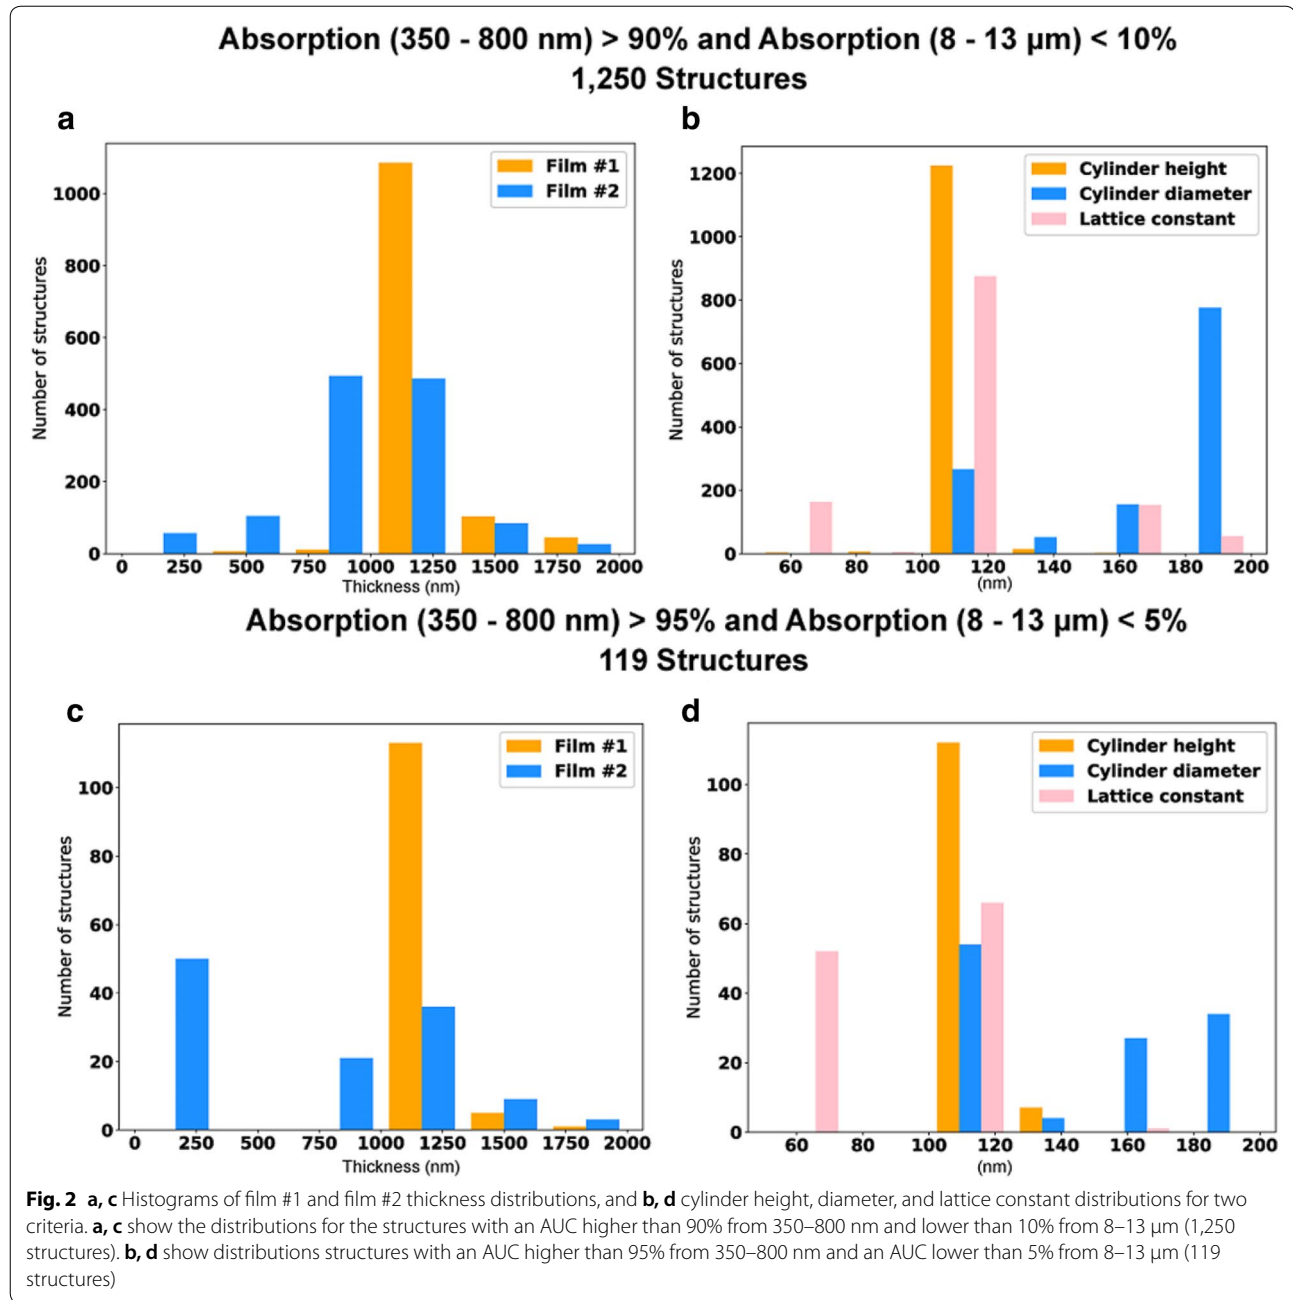 Absorption (350 - 800 nm) > 90% and Absorption (8 - 13 µm) < 10%
1,250 Structures
a
Film #1
Film #2
Number of structures
1000
800
600
400
200
0
0 250 500 750 1000 1250 1500 1750 2000
Thickness (nm)
b
Cylinder height
Cylinder diameter
Lattice constant
Number of structures
1200
1000
800
600
400
200
0
60 80 100 120 140 160 180 200
(nm)
Absorption (350 - 800 nm) > 95% and Absorption (8 - 13 µm) < 5%
119 Structures
c
Film #1
Film #2
Number of structures
100
80
60
40
20
0
0 250 500 750 1000 1250 1500 1750 2000
Thickness (nm)
d
Cylinder height
Cylinder diameter
Lattice constant
Number of structures
100
80
60
40
20
0
60 80 100 120 140 160 180 200
(nm)
Fig. 2 a, c Histograms of film #1 and film #2 thickness distributions, and b, d cylinder height, diameter, and lattice constant distributions for two
criteria. a, c show the distributions for the structures with an AUC higher than 90% from 350–800 nm and lower than 10% from 8–13 µm (1,250
structures). b, d show distributions structures with an AUC higher than 95% from 350–800 nm and an AUC lower than 5% from 8–13 µm (119
structures)